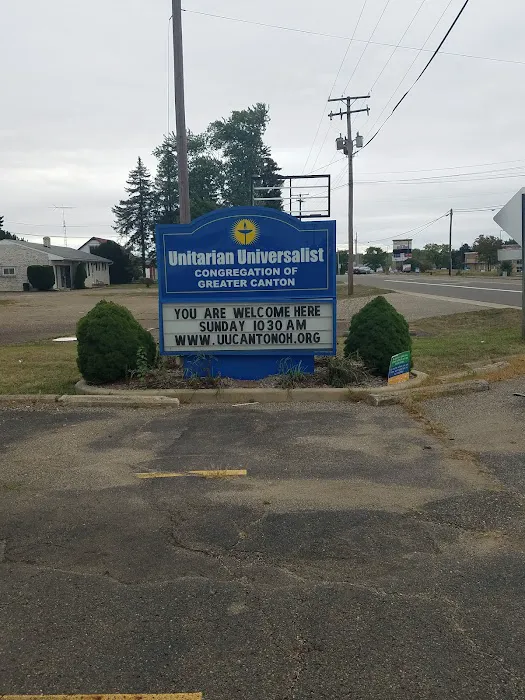 Unitarian Universalist
CONGREGATION OF
GREATER CANTON
YOU ARE WELCOME HERE
SUNDAY 1030 AM
WWW.UUCANTONOH.ORG